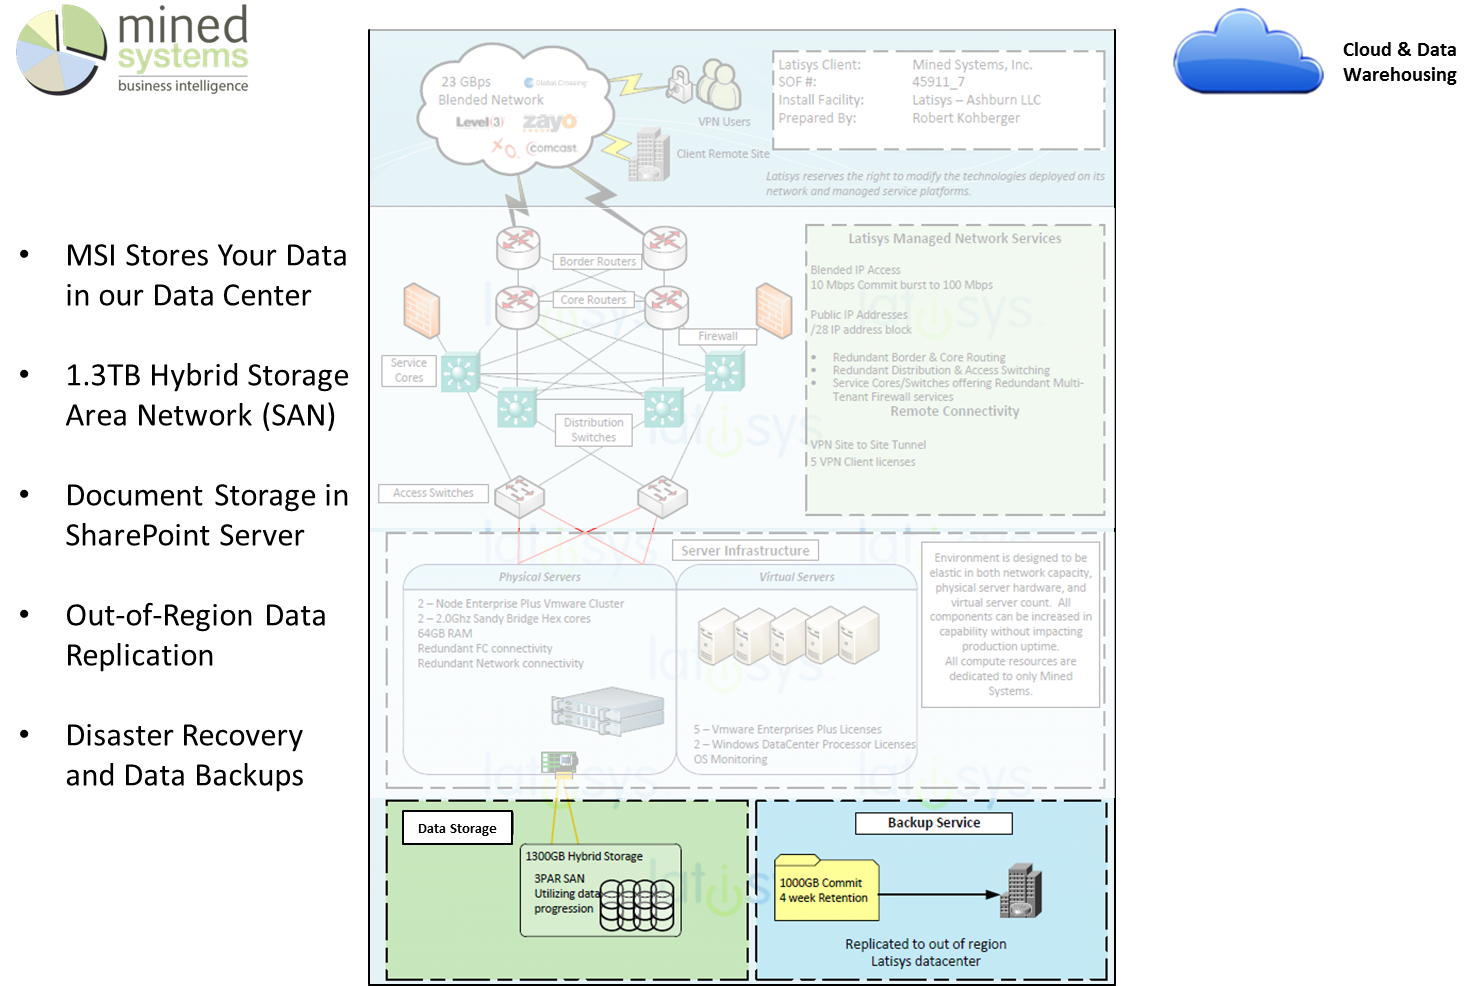 mined
systems
business intelligence
Cloud & Data
Warehousing
• MSI Stores Your Data
in our Data Center
• 1.3TB Hybrid Storage
Area Network (SAN)
• Document Storage in
SharePoint Server
• Out-of-Region Data
Replication
• Disaster Recovery
and Data Backups
23 GBps
Blended Network
Global Crossing
Level(3)
zayo
XO
comcast
VPN Users
Client Remote Site
Latisys Client: Mined Systems, Inc.
SOF #: 45911_7
Install Facility: Latisys – Ashburn LLC
Prepared By: Robert Kohberger
Latisys reserves the right to modify the technologies deployed on its
network and managed service platforms.
Border Routers
Core Routers
Firewall
Service
Cores
Distribution
Switches
Access Switches
Latisys Managed Network Services
Blended IP Access
10 Mbps Commit burst to 100 Mbps
Public IP Addresses
/28 IP address block
• Redundant Border & Core Routing
• Redundant Distribution & Access Switching
• Service Cores/Switches offering Redundant Multi-
Tenant Firewall services
Remote Connectivity
VPN Site to Site Tunnel
5 VPN Client licenses
Server Infrastructure
Physical Servers
2 – Node Enterprise Plus Vmware Cluster
2 – 2.0Ghz Sandy Bridge Hex cores
64GB RAM
Redundant FC connectivity
Redundant Network connectivity
Virtual Servers
5 – Vmware Enterprises Plus Licenses
2 – Windows DataCenter Processor Licenses
OS Monitoring
Environment is designed to be
elastic in both network capacity,
physical server hardware, and
virtual server count. All
components can be increased in
capability without impacting
production uptime.
All compute resources are
dedicated to only Mined
Systems.
Data Storage
1300GB Hybrid Storage
3PAR SAN
Utilizing data
progression
Backup Service
1000GB Commit
4 week Retention
Replicated to out of region
Latisys datacenter
latisys
latisys
latisys
latisys
latisys
latisys
latisys
latisys
latisys